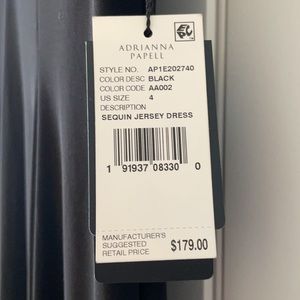 ADRIANNA
PAPELL
STYLE NO. AP1E202740
COLOR DESC BLACK
COLOR CODE AA002
US SIZE 4
DESCRIPTION
SEQUIN JERSEY DRESS
1 91937 08330 0
MANUFACTURER'S
SUGGESTED
RETAIL PRICE $179.00